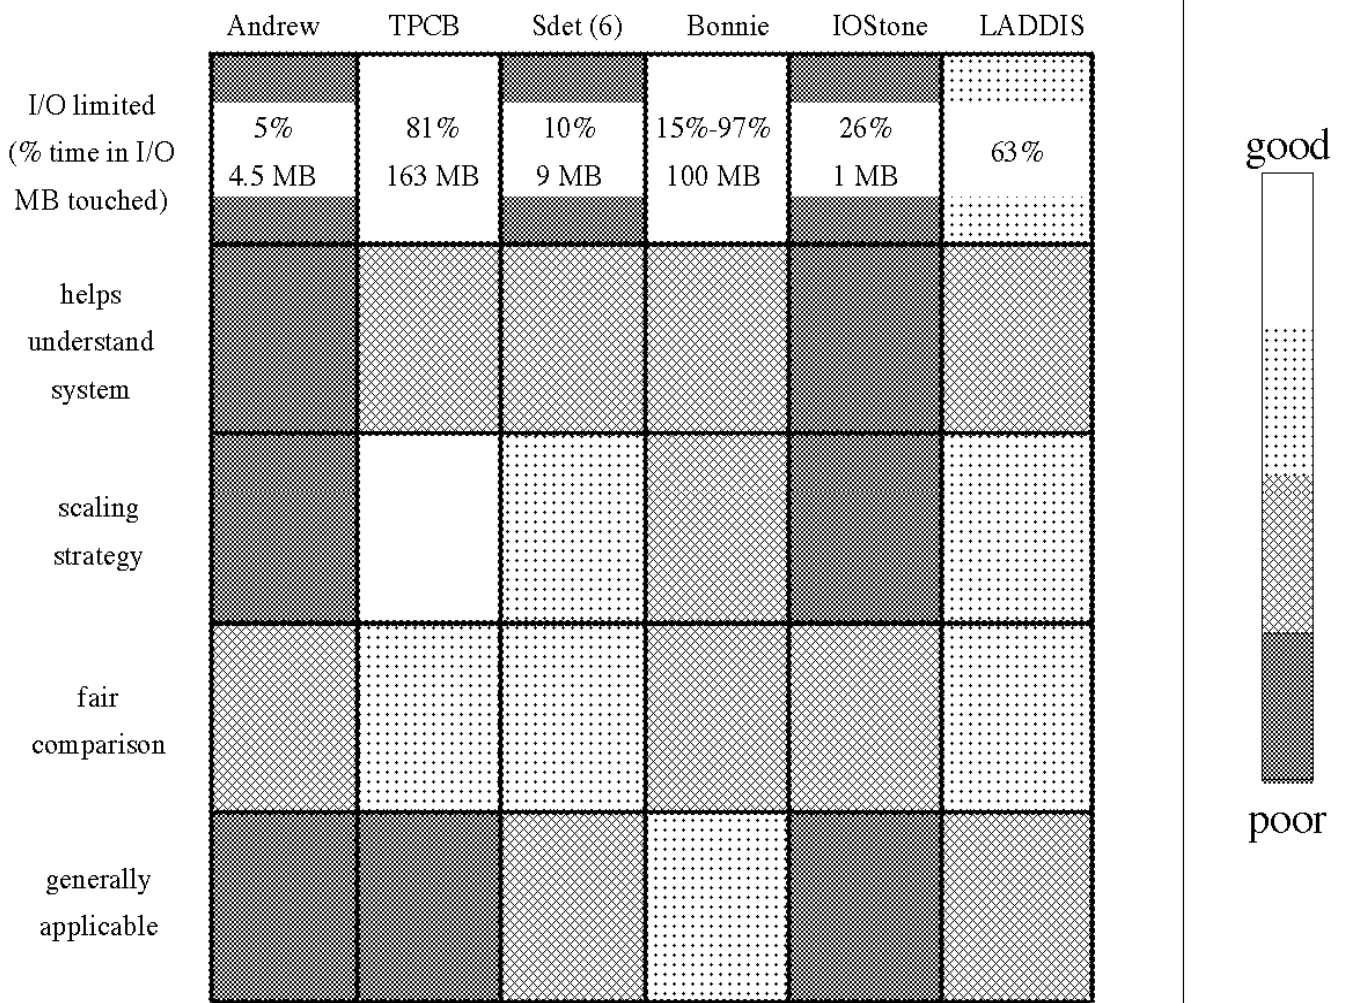 Andrew TPCB Sdet (6) Bonnie IOStone LADDIS
I/O limited
(% time in I/O
MB touched)
5% 81% 10% 15%-97% 26% 63%
4.5 MB 163 MB 9 MB 100 MB 1 MB
helps
understand
system
scaling
strategy
fair
comparison
generally
applicable
good
poor